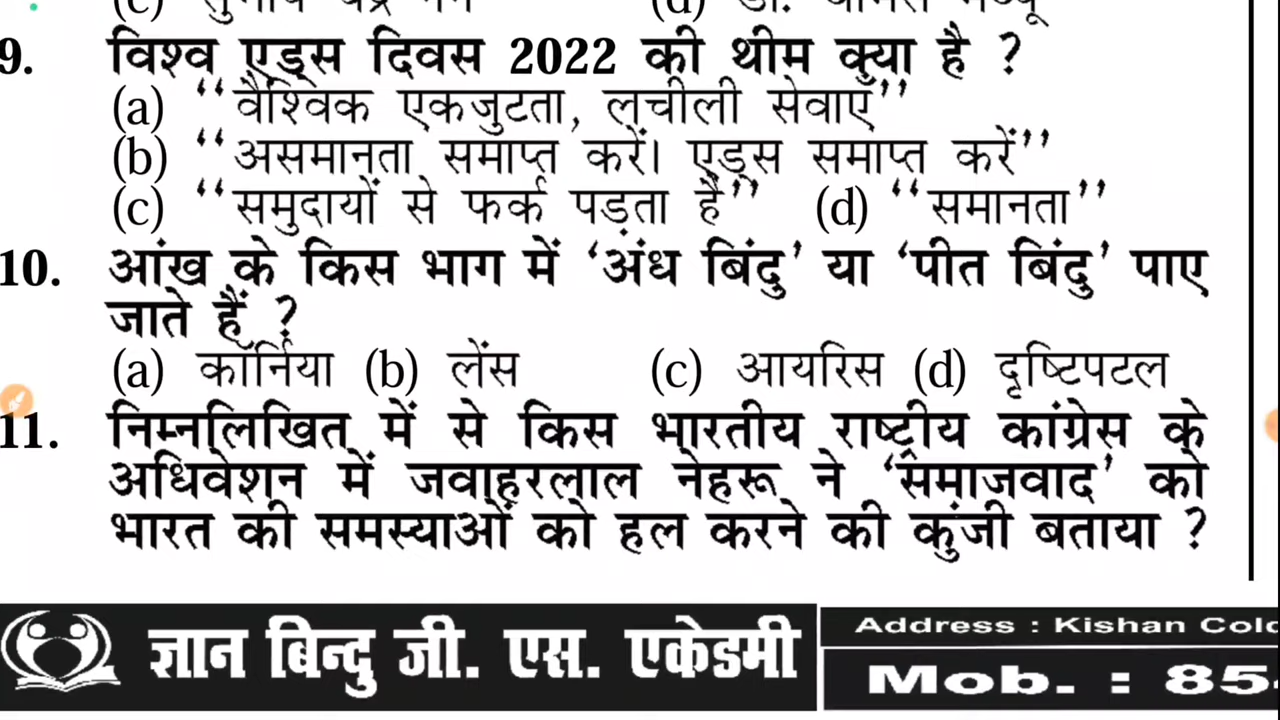 9. विश्व एड्स दिवस 2022 की थीम क्या है ?
(a) ‘‘वैश्विक एकजुटता, लचीली सेवाएँ’’
(b) ‘‘असमानता समाप्त करें। एड्स समाप्त करें’’
(c) ‘‘समुदायों से फर्क पड़ता है’’ (d) ‘‘समानता’’
10. आंख के किस भाग में ‘अंध बिंदु’ या ‘पीत बिंदु’ पाए
जाते हैं ?
(a) कॉर्निया (b) लेंस (c) आयरिस (d) दृष्टिपटल
11. निम्नलिखित में से किस भारतीय राष्ट्रीय कांग्रेस के
अधिवेशन में जवाहरलाल नेहरू ने ‘समाजवाद’ को
भारत की समस्याओं को हल करने की कुंजी बताया ?
ज्ञान बिन्दु जी. एस. एकेडमी
Address : Kishan
Mob. : 85